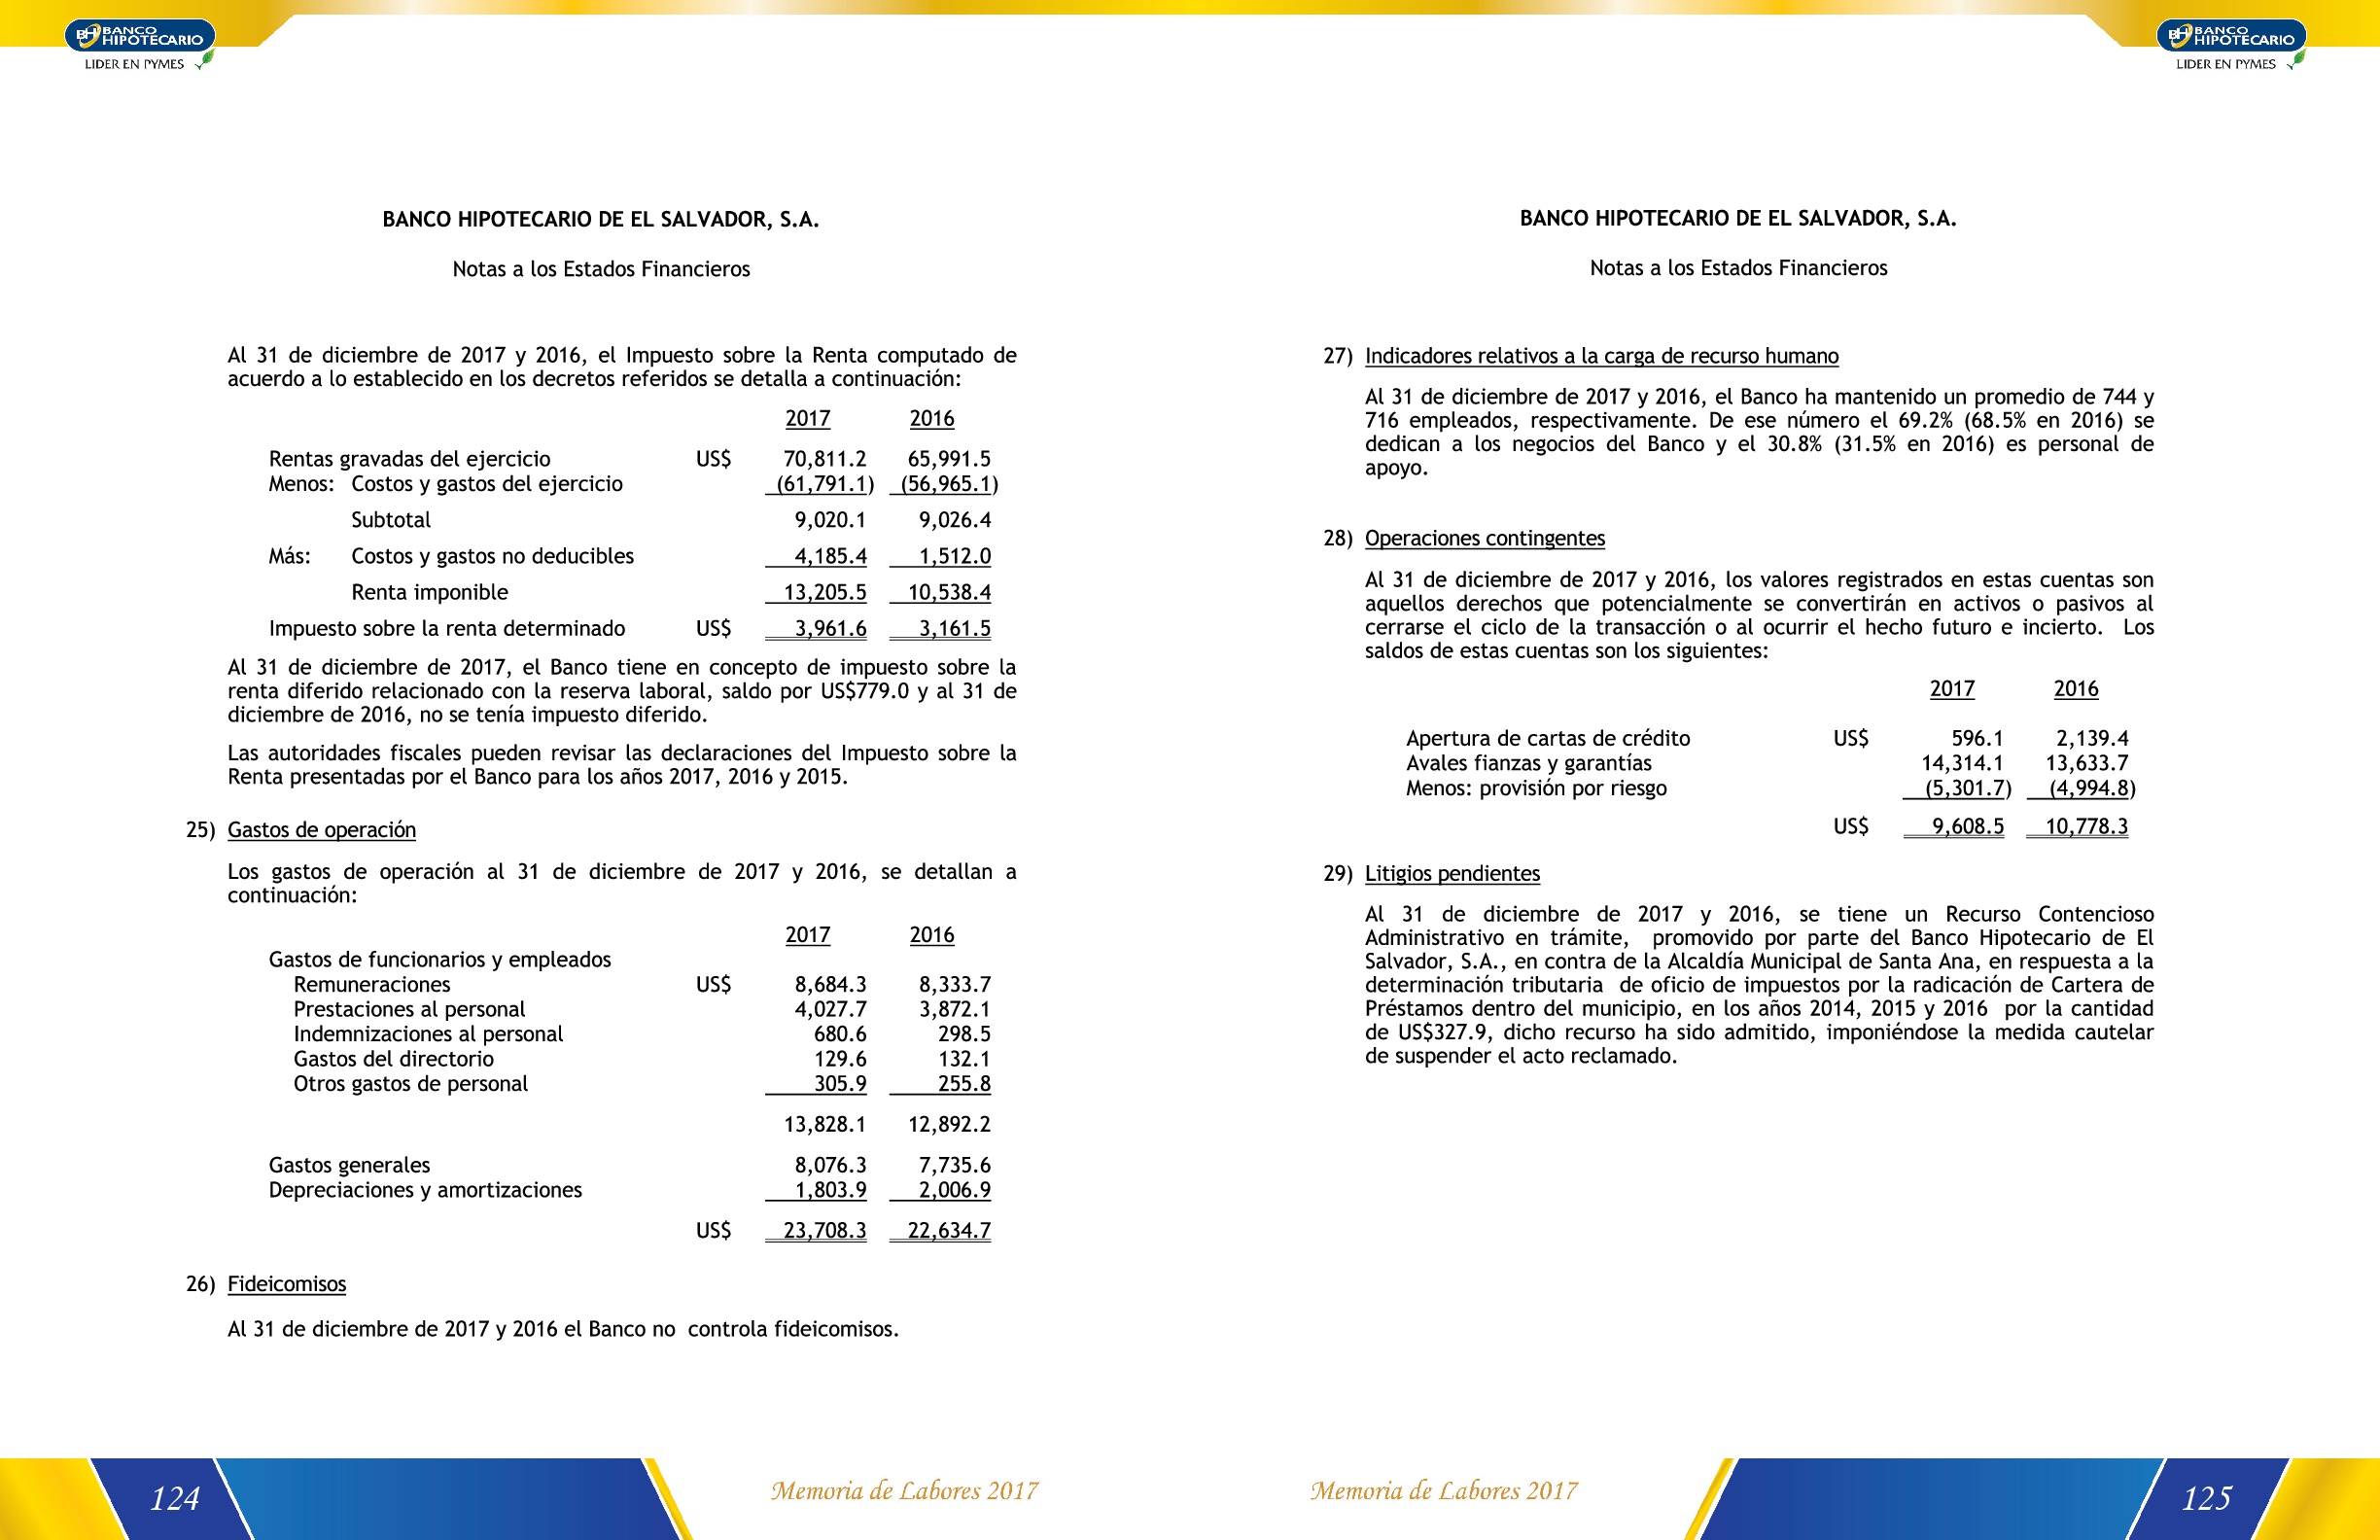 BH BANCO
HIPOTECARIO
LIDER EN PYMES
BANCO HIPOTECARIO DE EL SALVADOR, S.A.
Notas a los Estados Financieros
Al 31 de diciembre de 2017 y 2016, el Impuesto sobre la Renta computado de
acuerdo a lo establecido en los decretos referidos se detalla a continuación:
2017 2016
Rentas gravadas del ejercicio US$ 70,811.2 65,991.5
Menos: Costos y gastos del ejercicio (61,791.1) (56,965.1)
Subtotal 9,020.1 9,026.4
Más: Costos y gastos no deducibles 4,185.4 1,512.0
Renta imponible 13,205.5 10,538.4
Impuesto sobre la renta determinado US$ 3,961.6 3,161.5
Al 31 de diciembre de 2017, el Banco tiene en concepto de impuesto sobre la
renta diferido relacionado con la reserva laboral, saldo por US$779.0 y al 31 de
diciembre de 2016, no se tenía impuesto diferido.
Las autoridades fiscales pueden revisar las declaraciones del Impuesto sobre la
Renta presentadas por el Banco para los años 2017, 2016 y 2015.
25) Gastos de operación
Los gastos de operación al 31 de diciembre de 2017 y 2016, se detallan a
continuación:
2017 2016
Gastos de funcionarios y empleados
Remuneraciones US$ 8,684.3 8,333.7
Prestaciones al personal 4,027.7 3,872.1
Indemnizaciones al personal 680.6 298.5
Gastos del directorio 129.6 132.1
Otros gastos de personal 305.9 255.8
13,828.1 12,892.2
Gastos generales 8,076.3 7,735.6
Depreciaciones y amortizaciones 1,803.9 2,006.9
US$ 23,708.3 22,634.7
26) Fideicomisos
Al 31 de diciembre de 2017 y 2016 el Banco no controla fideicomisos.
124
Memoria de Labores 2017
BH BANCO
HIPOTECARIO
LIDER EN PYMES
BANCO HIPOTECARIO DE EL SALVADOR, S.A.
Notas a los Estados Financieros
27) Indicadores relativos a la carga de recurso humano
Al 31 de diciembre de 2017 y 2016, el Banco ha mantenido un promedio de 744 y
716 empleados, respectivamente. De ese número el 69.2% (68.5% en 2016) se
dedican a los negocios del Banco y el 30.8% (31.5% en 2016) es personal de
apoyo.
28) Operaciones contingentes
Al 31 de diciembre de 2017 y 2016, los valores registrados en estas cuentas son
aquellos derechos que potencialmente se convertirán en activos o pasivos al
cerrarse el ciclo de la transacción o al ocurrir el hecho futuro e incierto. Los
saldos de estas cuentas son los siguientes:
2017 2016
Apertura de cartas de crédito US$ 596.1 2,139.4
Avales fianzas y garantías 14,314.1 13,633.7
Menos: provisión por riesgo (5,301.7) (4,994.8)
US$ 9,608.5 10,778.3
29) Litigios pendientes
Al 31 de diciembre de 2017 y 2016, se tiene un Recurso Contencioso
Administrativo en trámite, promovido por parte del Banco Hipotecario de El
Salvador, S.A., en contra de la Alcaldía Municipal de Santa Ana, en respuesta a la
determinación tributaria de oficio de impuestos por la radicación de Cartera de
Préstamos dentro del municipio, en los años 2014, 2015 y 2016 por la cantidad
de US$327.9, dicho recurso ha sido admitido, imponiéndose la medida cautelar
de suspender el acto reclamado.
Memoria de Labores 2017
125